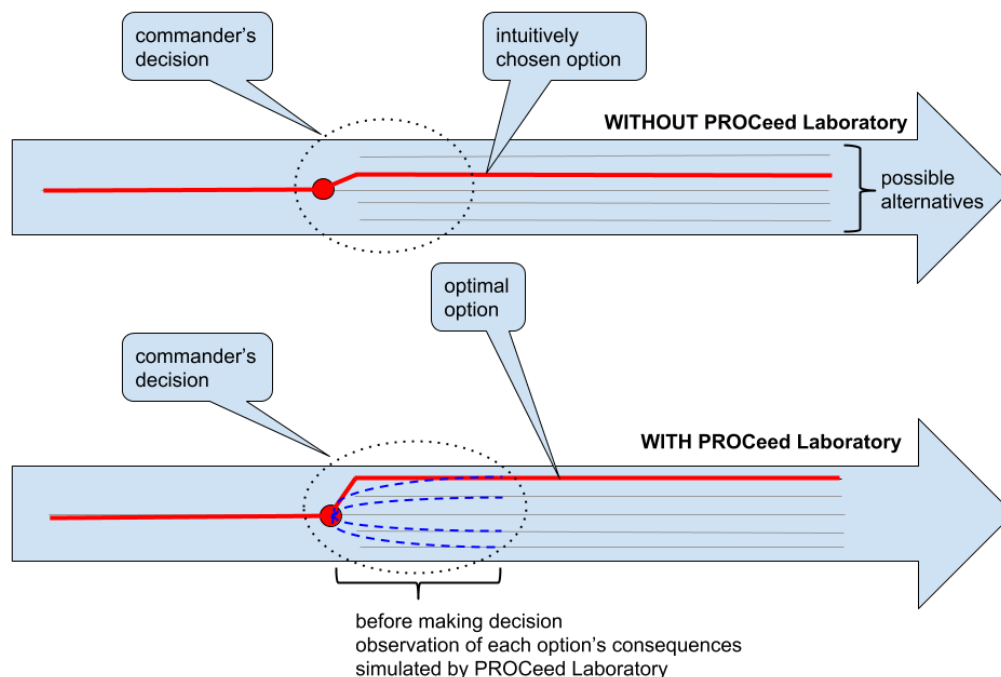 commander's
decision
intuitively
chosen option
WITHOUT PROCeed Laboratory
possible
alternatives
optimal
option
commander's
decision
WITH PROCeed Laboratory
before making decision
observation of each option's consequences
simulated by PROCeed Laboratory